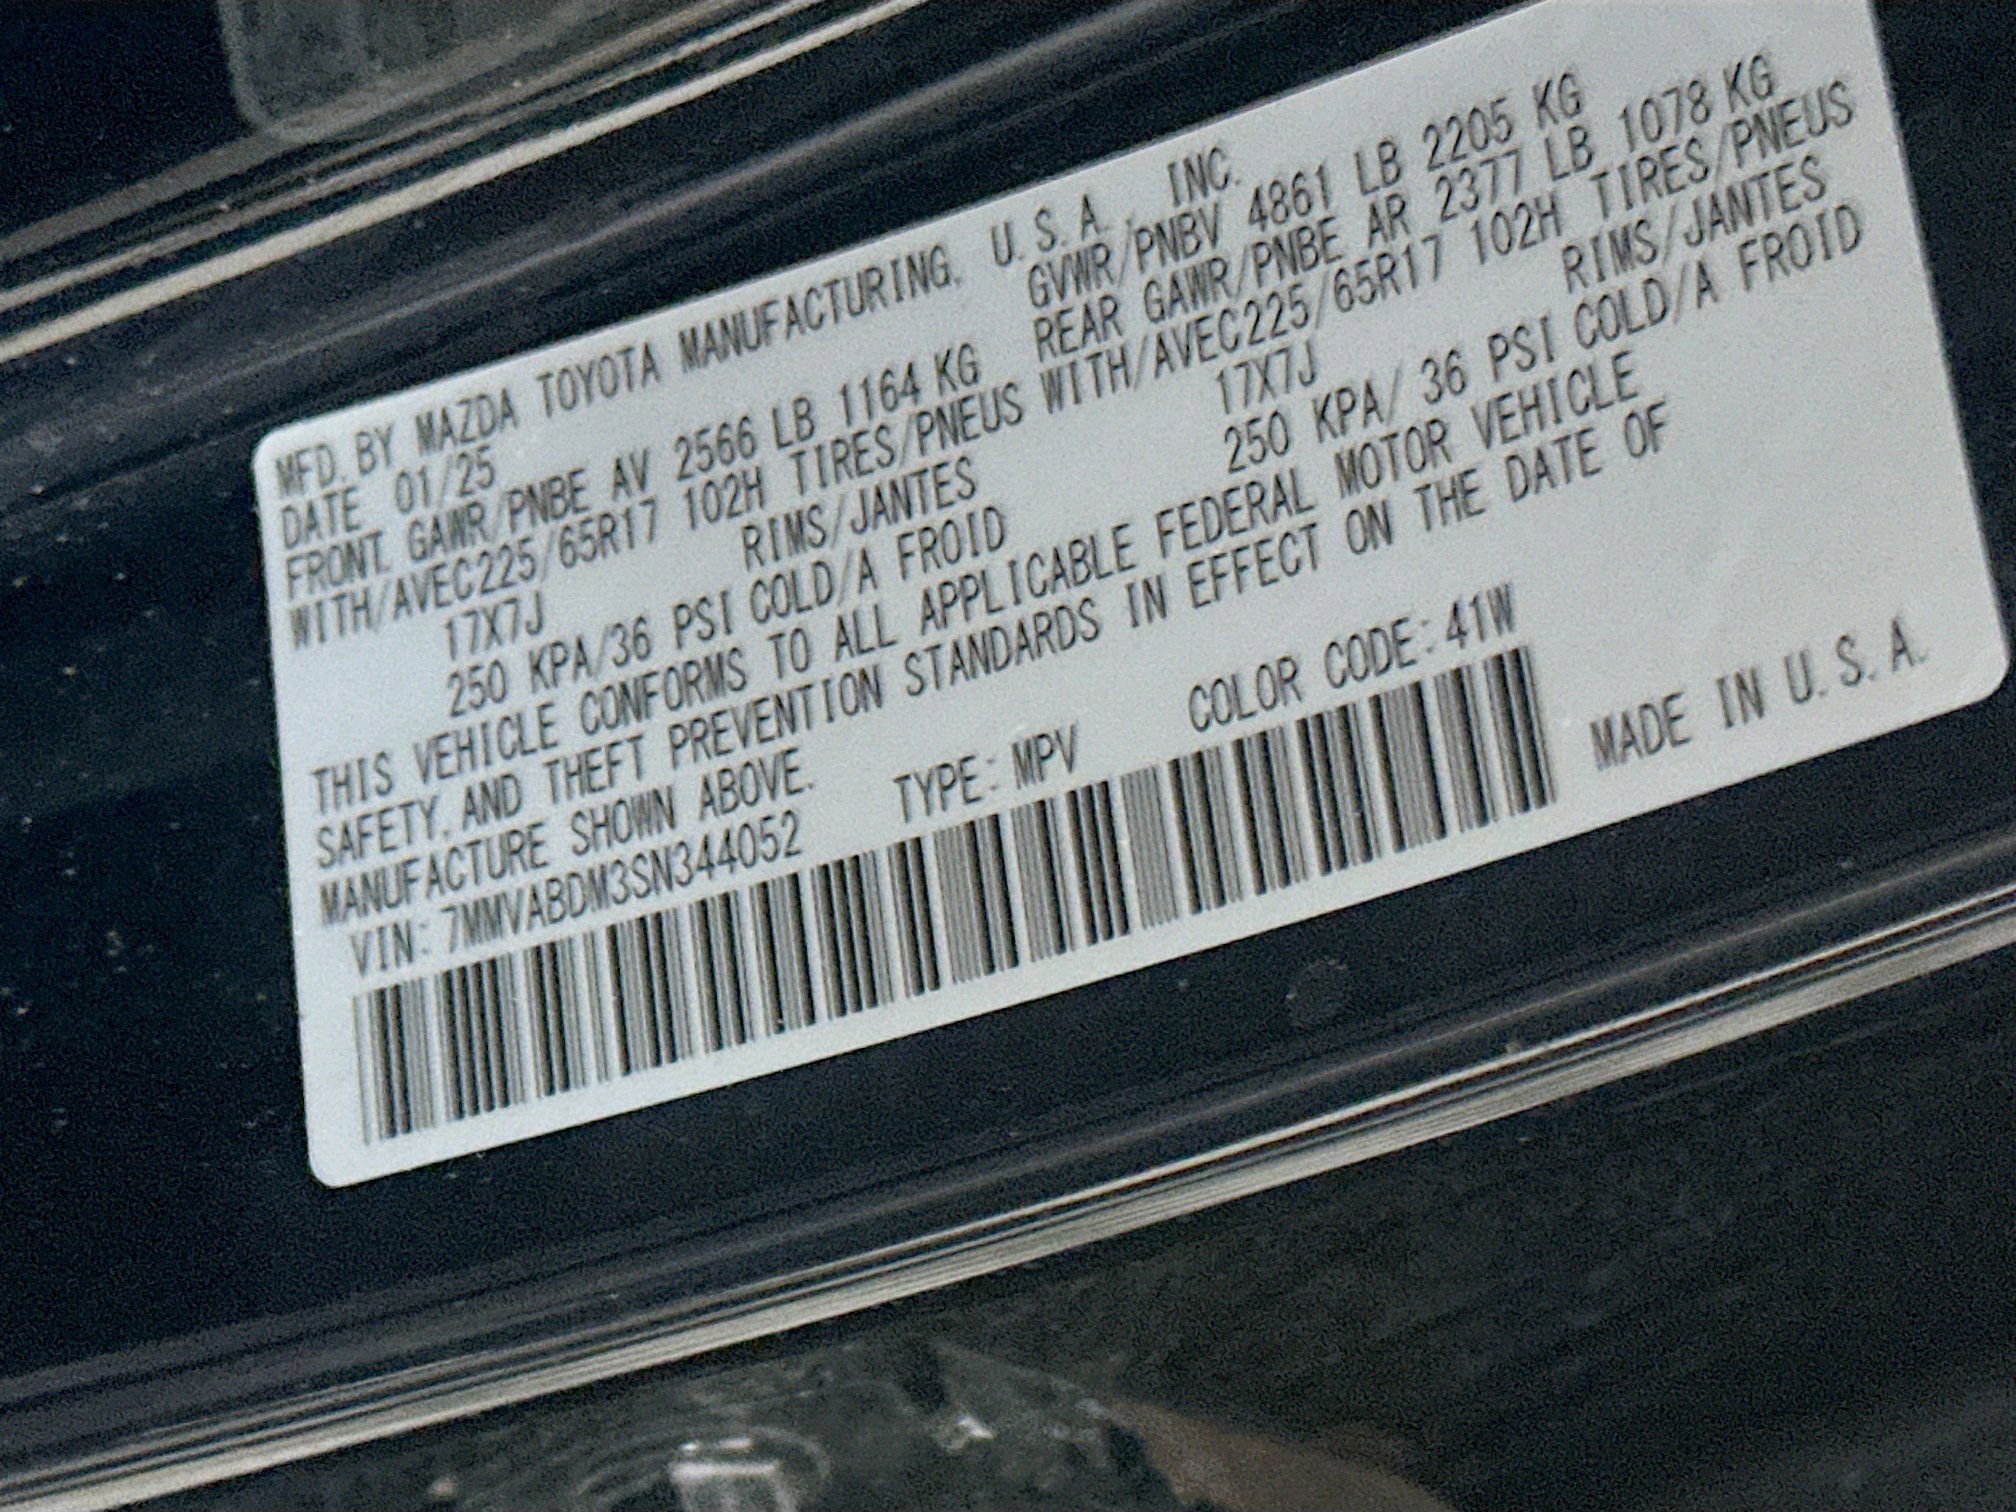 MFD. BY MAZDA TOYOTA MANUFACTURING, U.S.A., INC.
DATE 01/25 GVWR/PNBV 4861 LB 2205 KG
FRONT GAWR/PNBE AV 2566 LB 1164 KG REAR GAWR/PNBE AR 2377 LB 1078 KG
WITH/AVEC225/65R17 102H TIRES/PNEUS WITH/AVEC225/65R17 102H TIRES/PNEUS
17X7J RIMS/JANTES 17X7J RIMS/JANTES
250 KPA/36 PSI COLD/A FROID 250 KPA/ 36 PSI COLD/A FROID
THIS VEHICLE CONFORMS TO ALL APPLICABLE FEDERAL MOTOR VEHICLE
SAFETY, AND THEFT PREVENTION STANDARDS IN EFFECT ON THE DATE OF
MANUFACTURE SHOWN ABOVE.
VIN: 7MMVABDM3SN344052 TYPE: MPV COLOR CODE: 41W
MADE IN U.S.A.